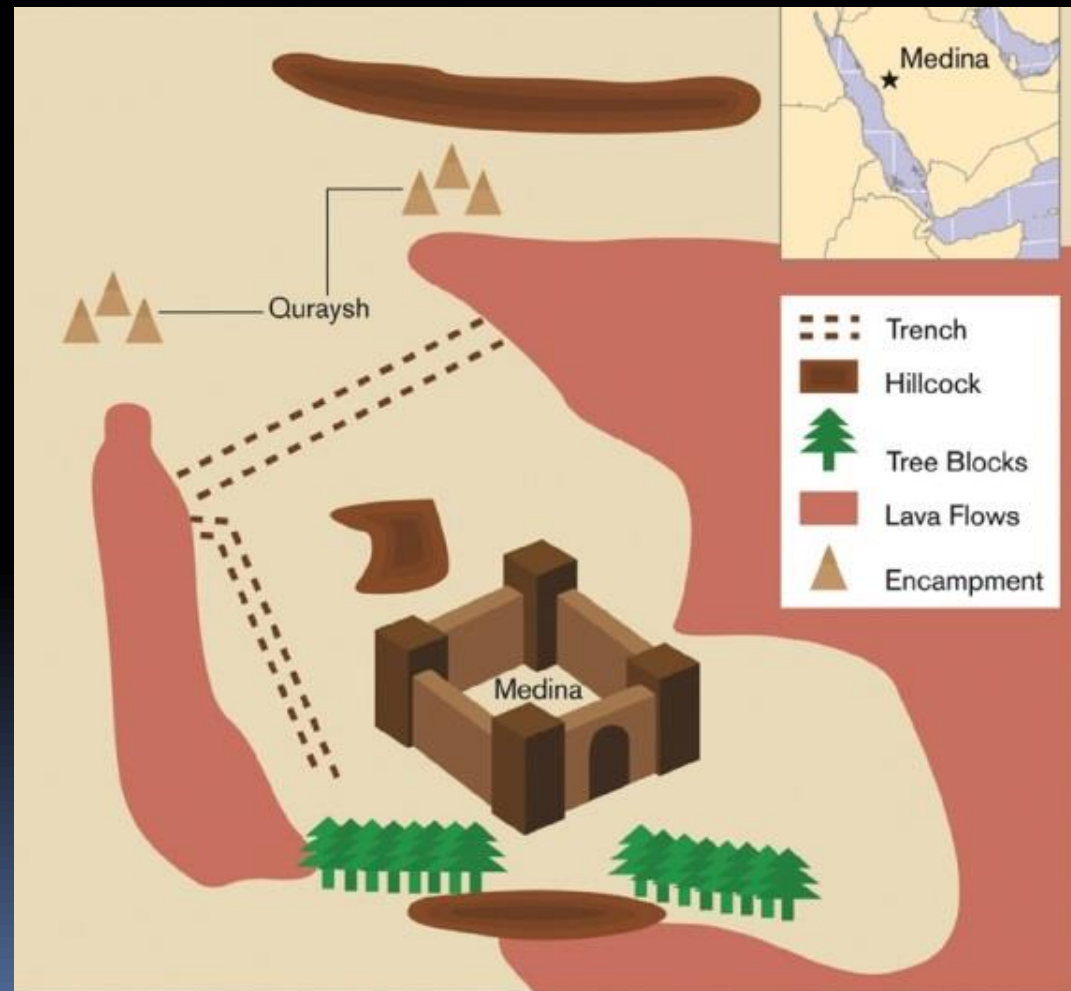 Medina
Quraysh
Trench
Hillcock
Tree Blocks
Lava Flows
Encampment
Medina